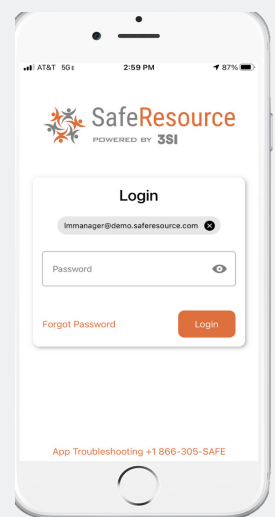 AT&T 5GE 2:59 PM 87%
SafeResource
POWERED BY 3SI
Login
lmmanager@demo.saferesource.com
Password
Forgot Password Login
App Troubleshooting +1 866-305-SAFE